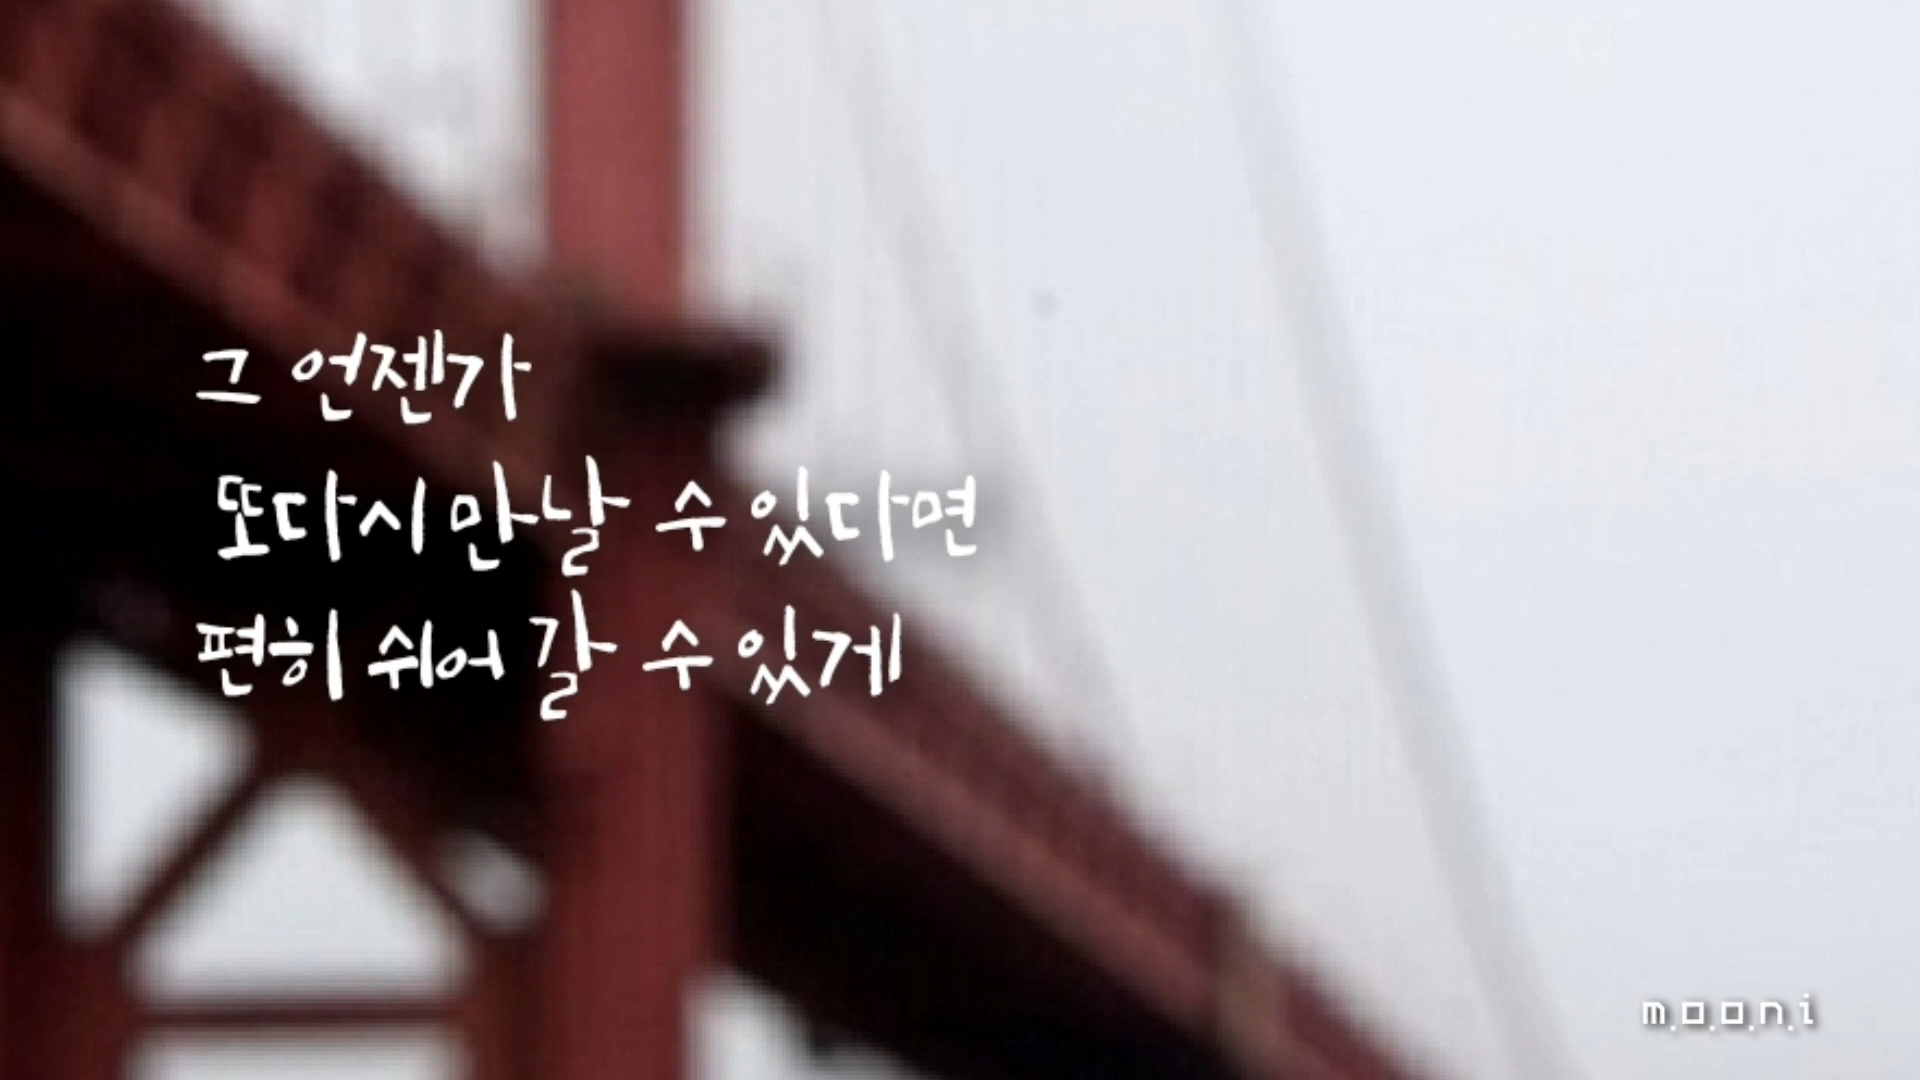 그 언젠가
또다시 만날 수 있다면
편히 쉬어 갈 수 있게
m.o.o.n.i